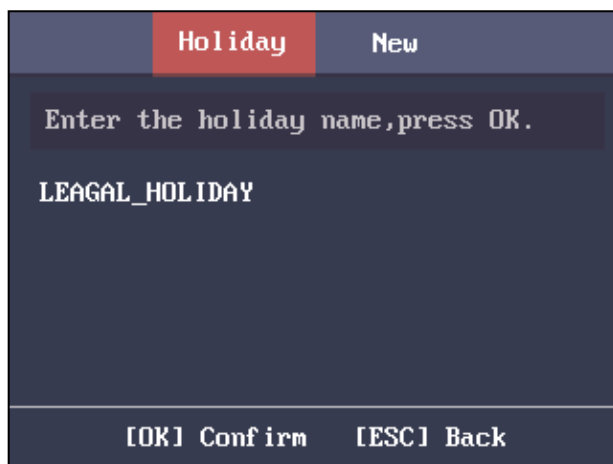 Holiday New
Enter the holiday name,press OK.
LEAGAL_HOLIDAY
[OK] Confirm [ESC] Back